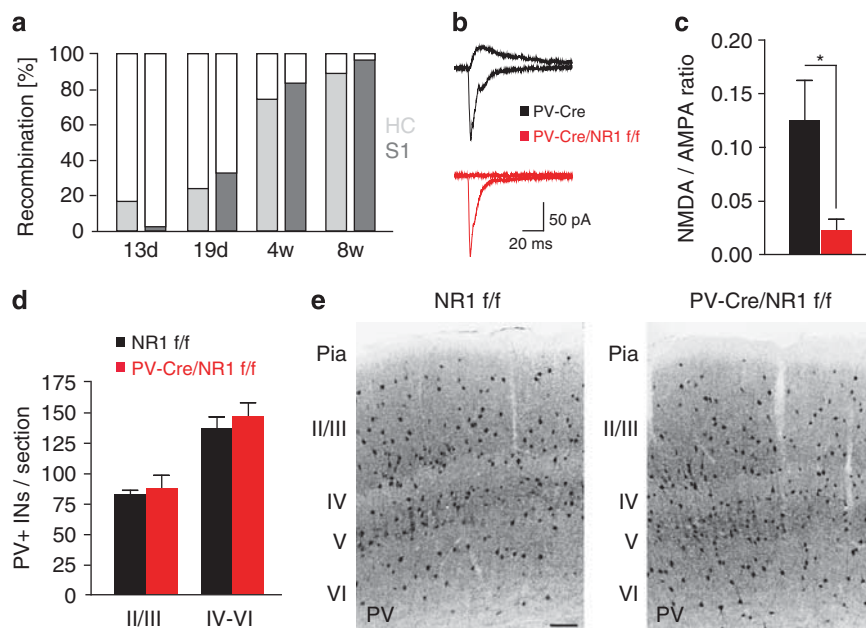 a
Recombination [%]
100
80
60
40
20
0
13d
19d
4w
8w
HC
S1
b
PV-Cre
PV-Cre/NR1 f/f
50 pA
20 ms
c
NMDA / AMPA ratio
0.20
0.15
0.10
0.05
0.00
*
d
NR1 f/f
PV-Cre/NR1 f/f
PV+ INs / section
175
150
125
100
75
50
25
0
II/III
IV-VI
e
NR1 f/f
PV-Cre/NR1 f/f
Pia
II/III
IV
V
VI
PV
Pia
II/III
IV
V
VI
PV